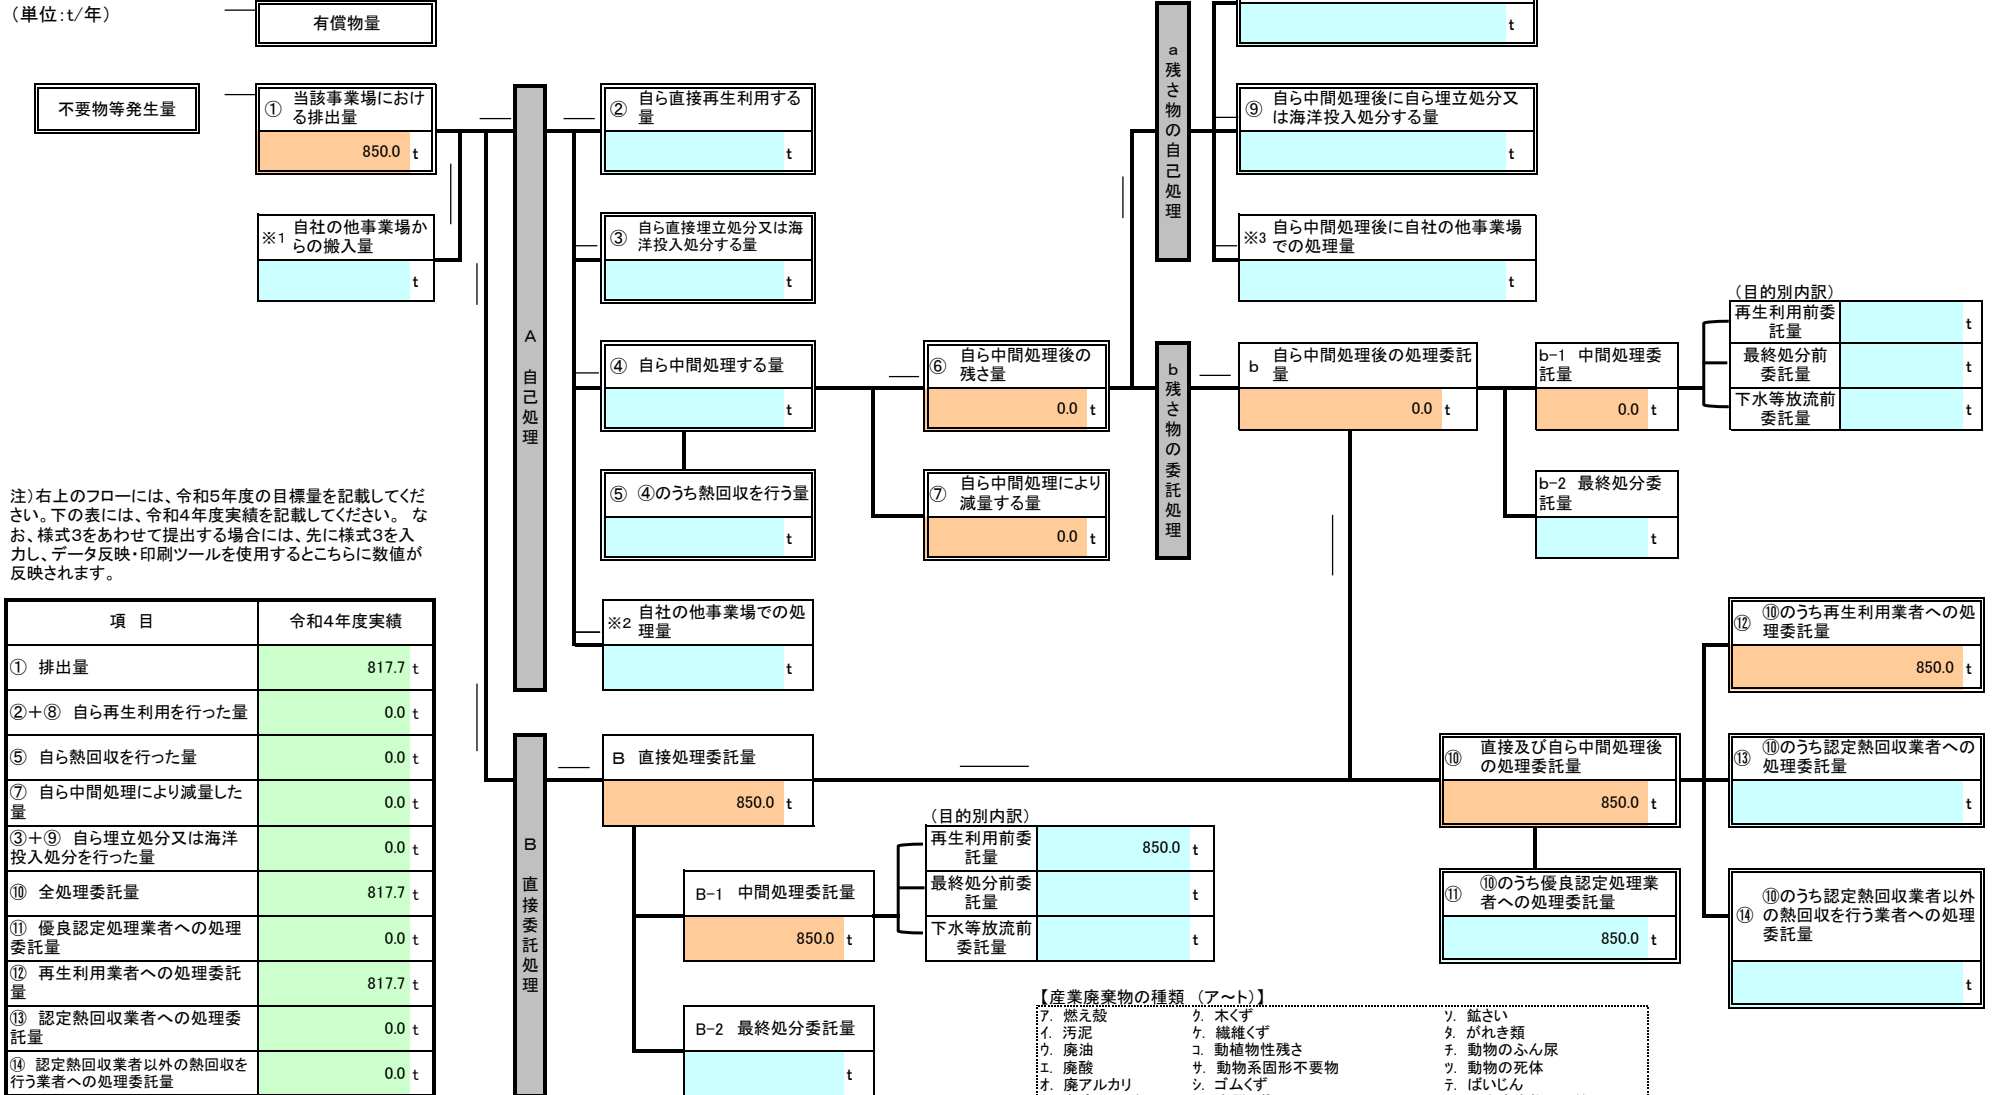 (単位:t/年)
有償物量
不要物等発生量
① 当該事業場におけ
る排出量
850.0 t
※1 自社の他事業場か
らの搬入量
t
A 自己処理
② 自ら直接再生利用する
量
t
③ 自ら直接埋立処分又は海
洋投入処分する量
t
④ 自ら中間処理する量
t
⑤ ④のうち熱回収を行う量
t
※2 自社の他事業場での処
理量
t
⑥ 自ら中間処理後の
残さ量
0.0 t
⑦ 自ら中間処理により
減量する量
0.0 t
a 残さ物の自己処理
t
⑨ 自ら中間処理後に自ら埋立処分又
は海洋投入処分する量
t
※3 自ら中間処理後に自社の他事業場
での処理量
t
b 残さ物の委託処理
b 自ら中間処理後の処理委託
量
0.0 t
b-1 中間処理委
託量
0.0 t
(目的別内訳)
再生利用前委
託量
t
最終処分前
委託量
t
下水等放流前
委託量
t
b-2 最終処分委
託量
t
注)右上のフローには、令和5年度の目標量を記載してくだ
さい。下の表には、令和4年度実績を記載してください。 な
お、様式3をあわせて提出する場合には、先に様式3を入
力し、データ反映・印刷ツールを使用するとこちらに数値が
反映されます。
項 目 令和4年度実績
① 排出量 817.7 t
②+⑧ 自ら再生利用を行った量 0.0 t
⑤ 自ら熱回収を行った量 0.0 t
⑦ 自ら中間処理により減量した
量 0.0 t
③+⑨ 自ら埋立処分又は海洋
投入処分を行った量 0.0 t
⑩ 全処理委託量 817.7 t
⑪ 優良認定処理業者への処理
委託量 0.0 t
⑫ 再生利用業者への処理委託
量 817.7 t
⑬ 認定熱回収業者への処理委
託量 0.0 t
⑭ 認定熱回収業者以外の熱回収を
行う業者への処理委託量 0.0 t
B 直接委託処理
B 直接処理委託量
850.0 t
B-1 中間処理委託量
850.0 t
(目的別内訳)
再生利用前委
託量
850.0 t
最終処分前委
託量
t
下水等放流前
委託量
t
B-2 最終処分委託量
t
⑩ 直接及び自ら中間処理後
の処理委託量
850.0 t
⑪ ⑩のうち優良認定処理業
者への処理委託量
850.0 t
⑫ ⑩のうち再生利用業者への処
理委託量
850.0 t
⑬ ⑩のうち認定熱回収業者への
処理委託量
t
⑭ ⑩のうち認定熱回収業者以外
の熱回収を行う業者への処理
委託量
t
【産業廃棄物の種類 (ア~ト)】
ア. 燃え殻 ク. 木くず ソ. 鉱さい
イ. 汚泥 ケ. 繊維くず タ. がれき類
ウ. 廃油 コ. 動植物性残さ チ. 動物のふん尿
エ. 廃酸 サ. 動物系固形不要物 ツ. 動物の死体
オ. 廃アルカリ シ. ゴムくず テ. ばいじん